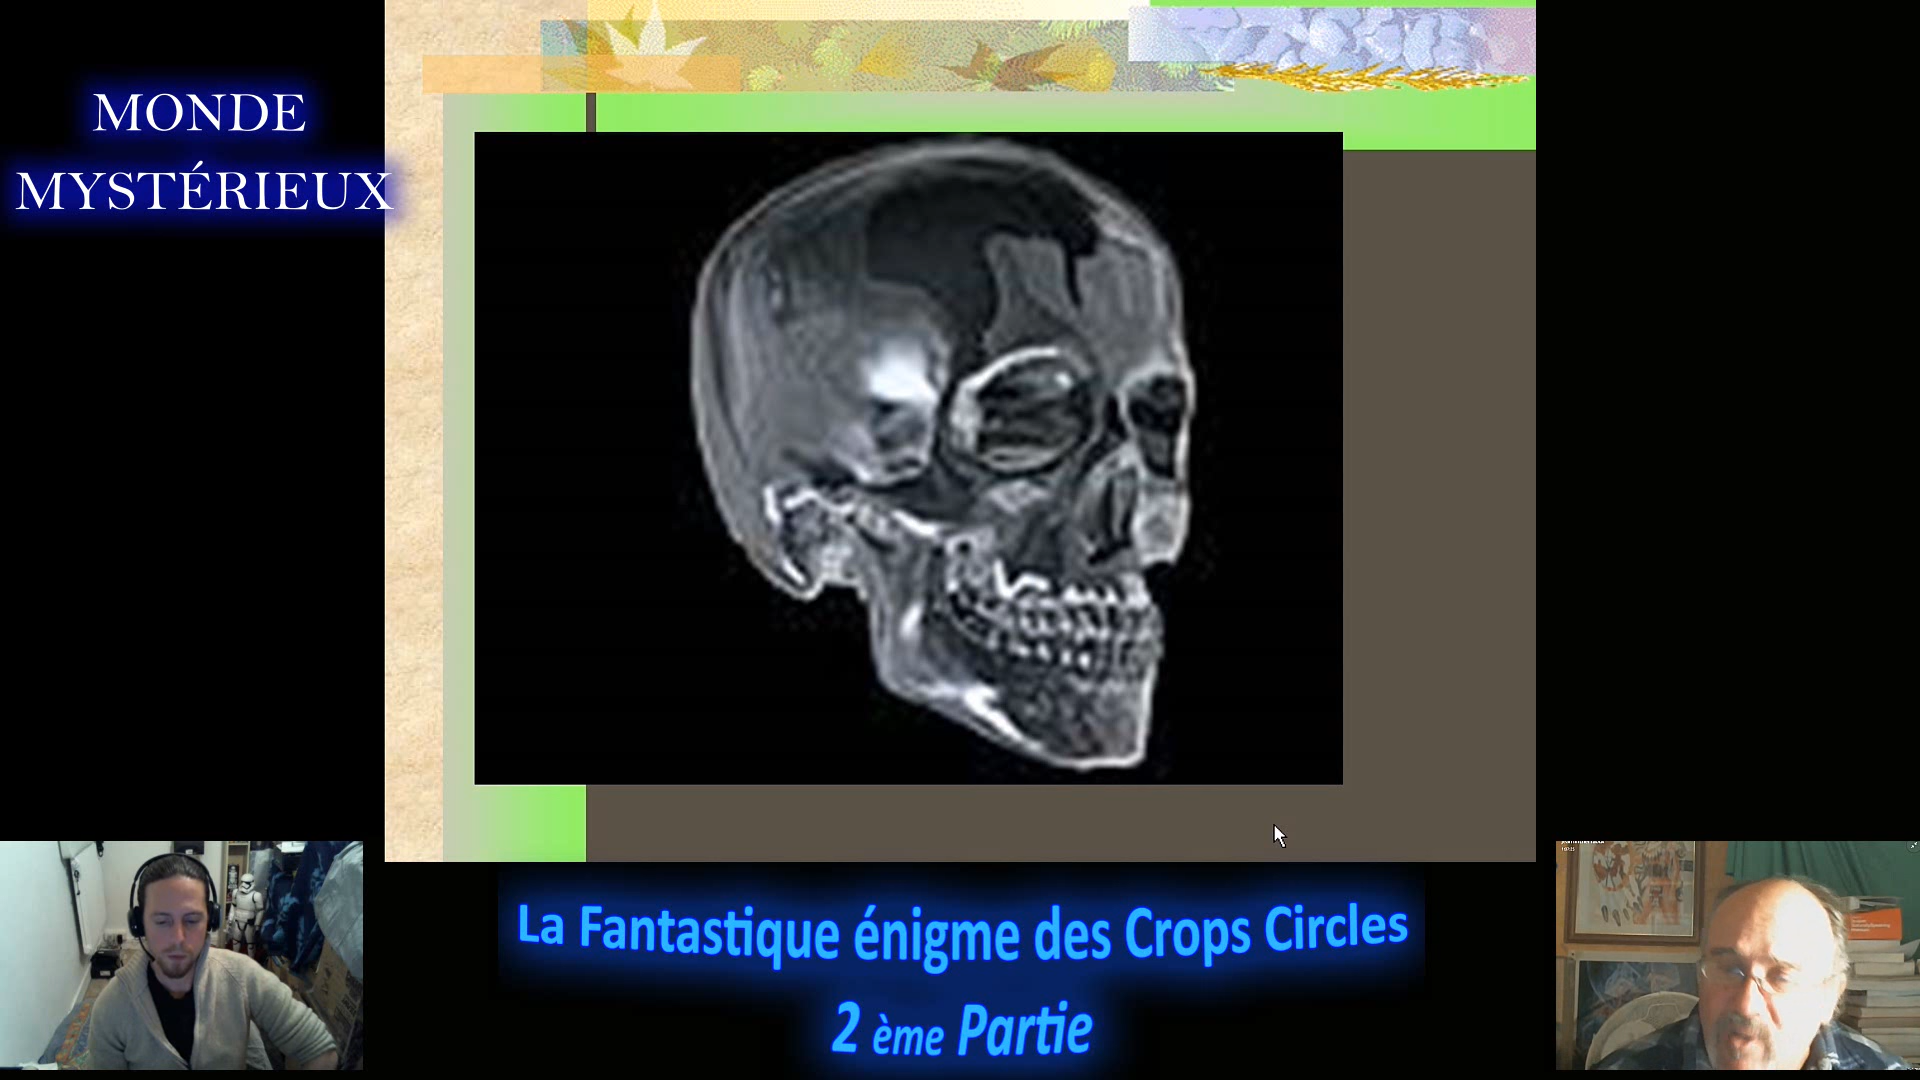 MONDE
MYSTÉRIEUX
La Fantastique énigme des Crops Circles
2 ème Partie